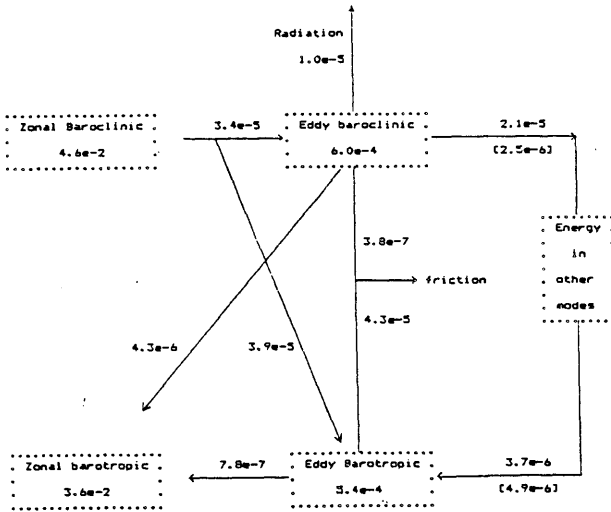 Radiation
1.0e-5
Zonal Baroclinic
4.6e-2
3.4e-5
Eddy baroclinic
6.0e-4
2.1e-5
[2.5e-6]
3.8e-7
friction
4.3e-5
Energy
in
other
modes
4.3e-6
3.9e-5
Zonal barotropic
3.6e-2
7.8e-7
Eddy Barotropic
5.4e-4
3.7e-6
[4.9e-6]